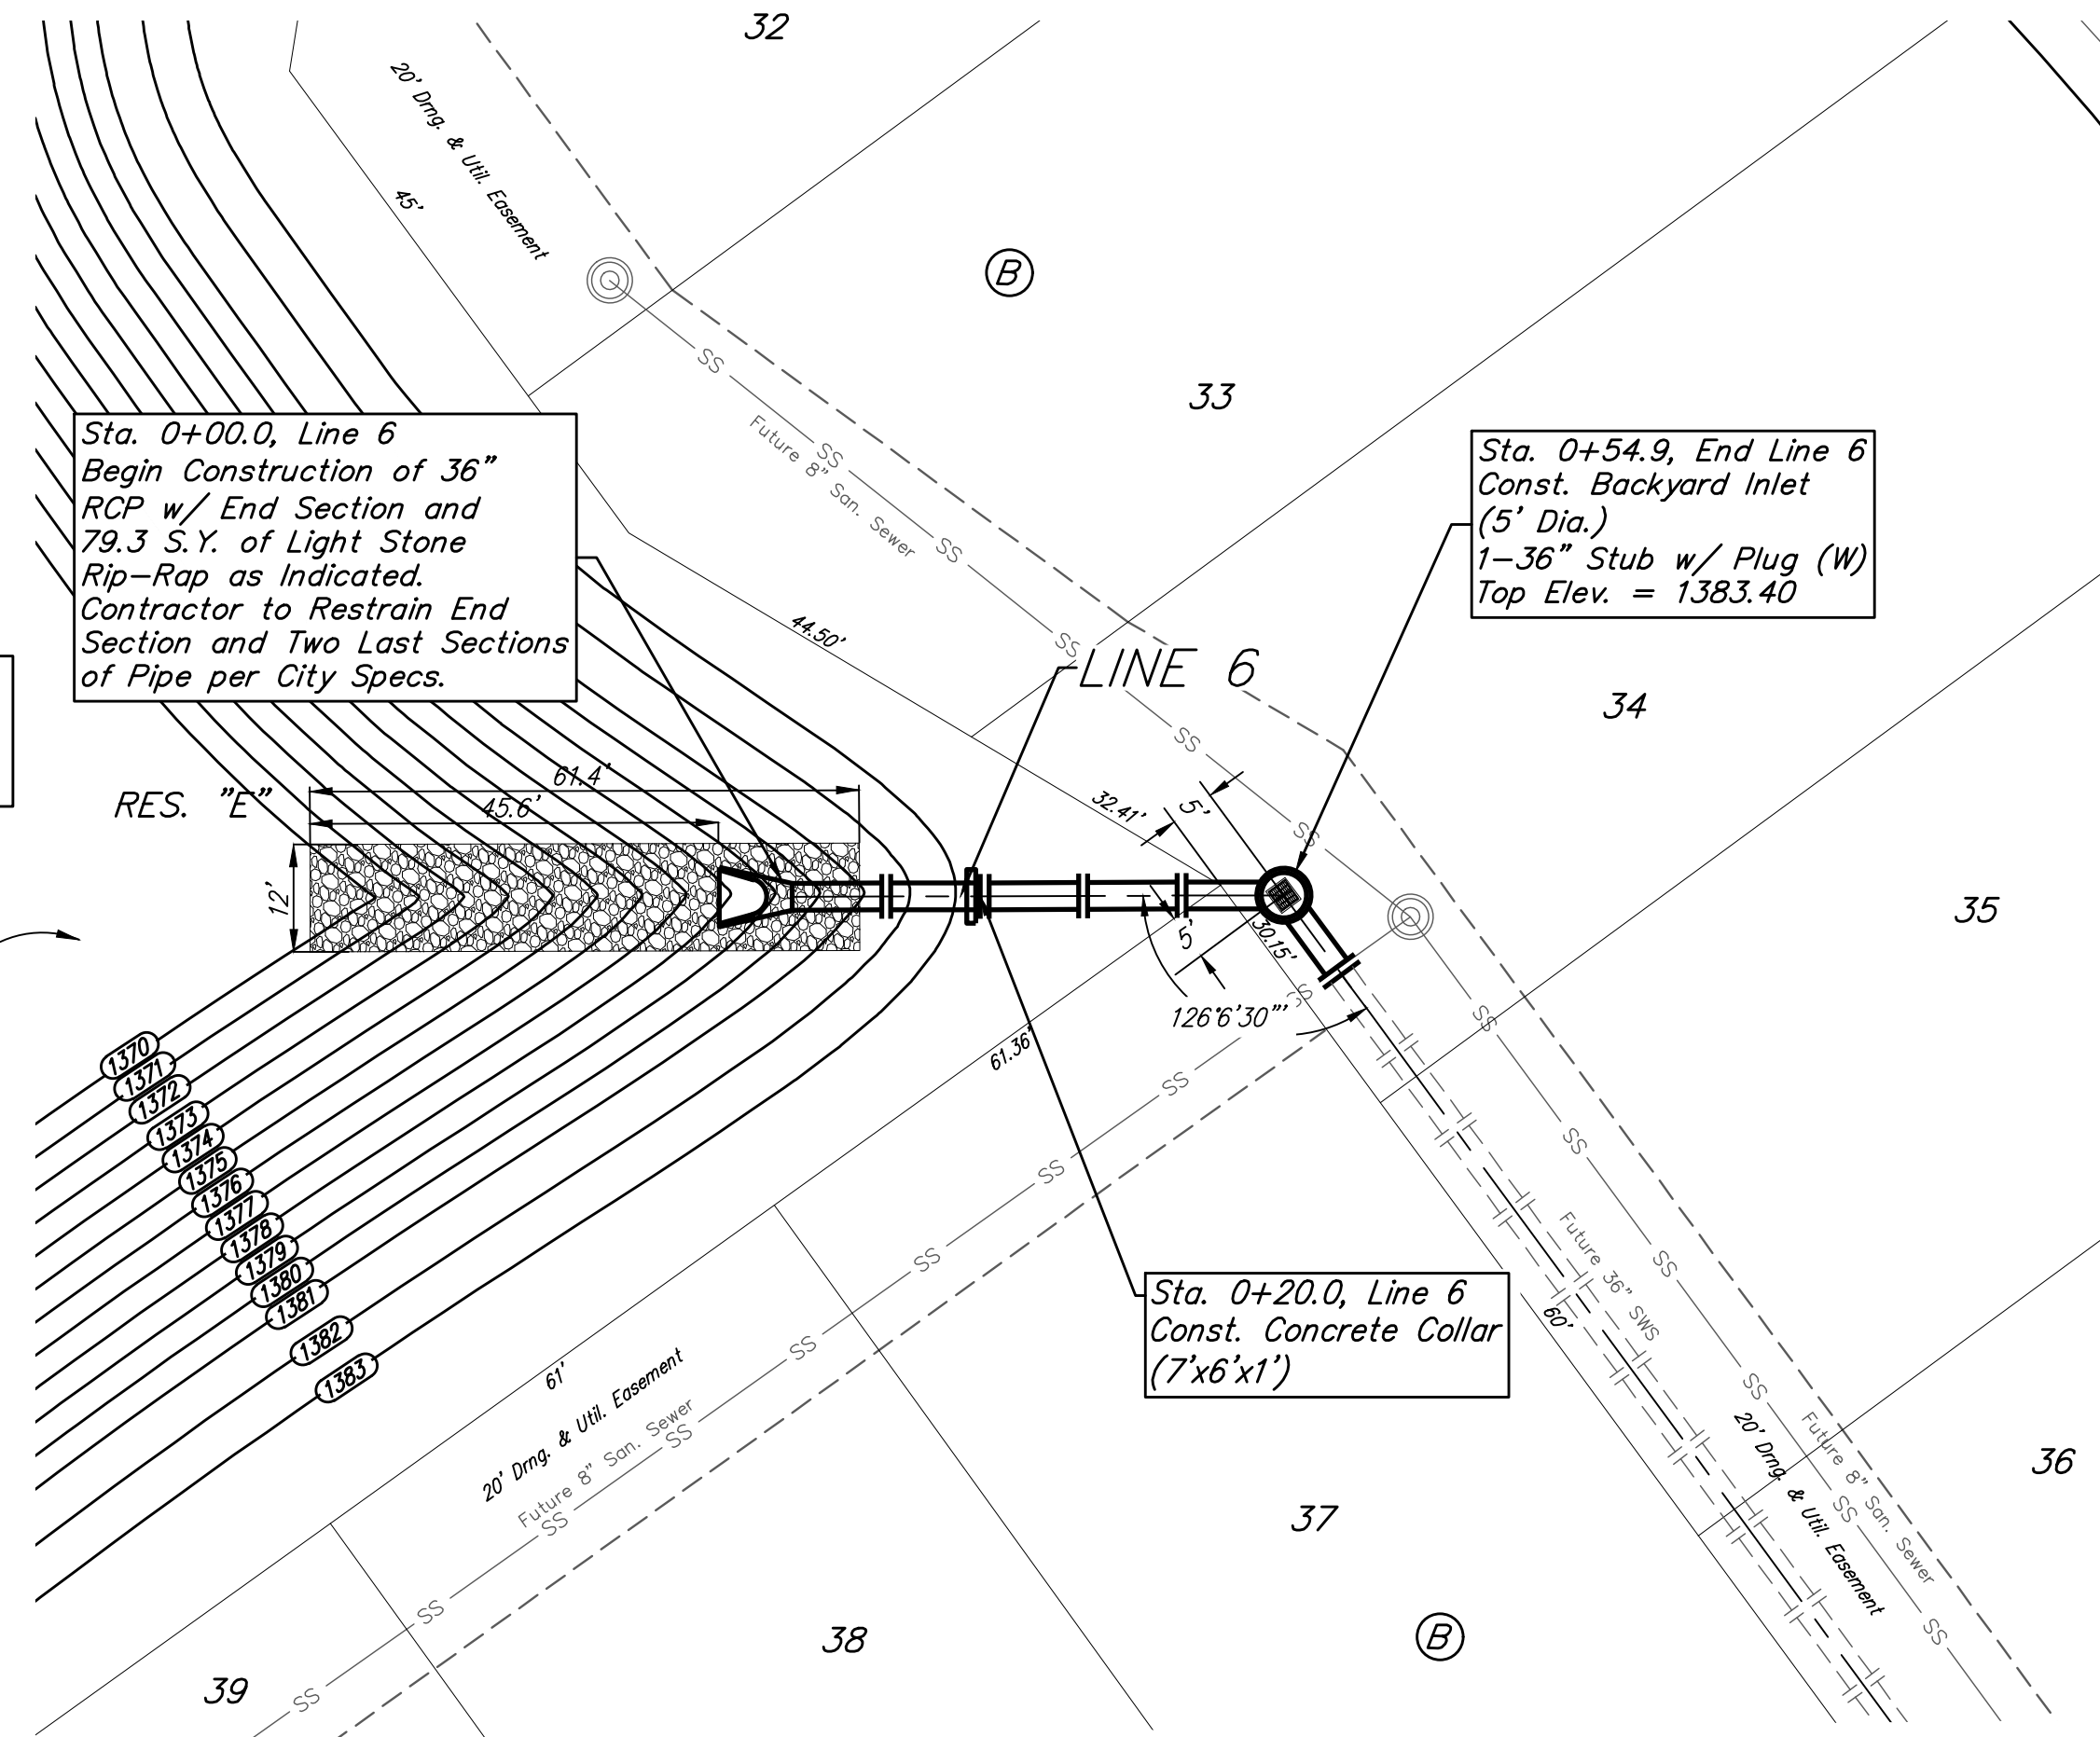 32
20' Drng. & Util. Easement
45'
B
33
SS
Future 8" San. Sewer
SS
SS
SS
Sta. 0+00.0, Line 6
Begin Construction of 36"
RCP w/ End Section and
79.3 S.Y. of Light Stone
Rip-Rap as Indicated.
Contractor to Restrain End
Section and Two Last Sections
of Pipe per City Specs.
Sta. 0+54.9, End Line 6
Const. Backyard Inlet
(5' Dia.)
1-36" Stub w/ Plug (W)
Top Elev. = 1383.40
44.50'
LINE 6
34
SS
RES. "E"
61.4'
45.6'
12'
32.41'
5'
SS
35
5'
30.15'
SS
126°6'30"'
61.36'
SS
SS
SS
SS
SS
SS
1370
1371
1372
1373
1374
1375
1376
1377
1378
1379
1380
1381
1382
1383
Future 36" SWS
60'
SS
Sta. 0+20.0, Line 6
Const. Concrete Collar
(7'x6'x1')
61'
20' Drng. & Util. Easement
Future 8" San. Sewer
SS
SS
SS
SS
20' Drng. & Util. Easement
Future 8" San. Sewer
SS
SS
36
37
38
B
39
SS